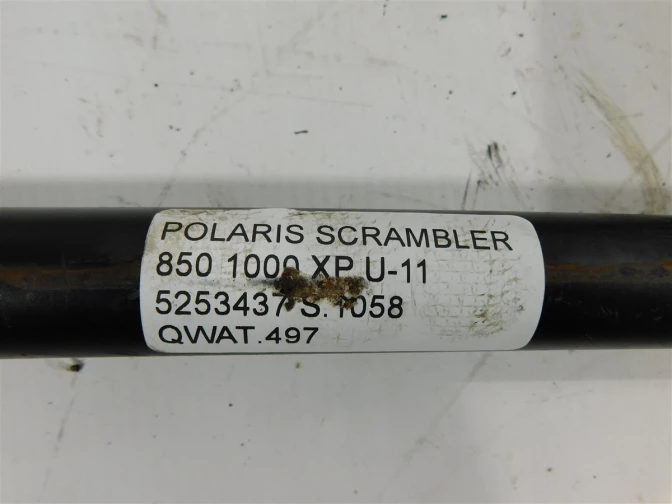 POLARIS SCRAMBLER
850 1000 XP U-11
5253437 S.1058
QWAT.497